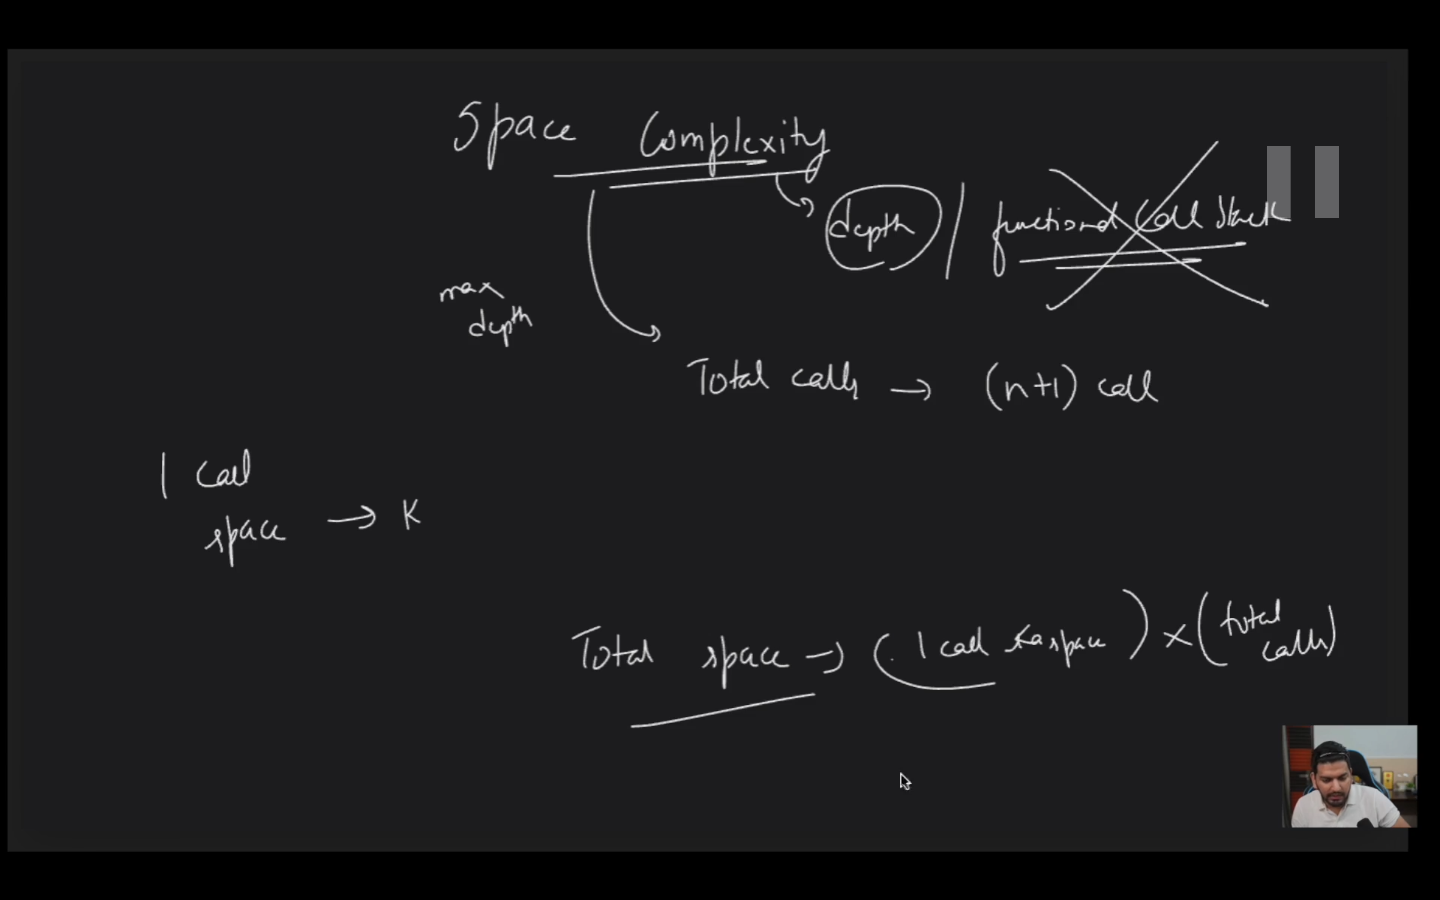 Space Complexity
depth / functional Call Stack
max
depth
Total calls → (n+1) call
1 call
space → K
Total space → (1 call ka space) × (total calls)